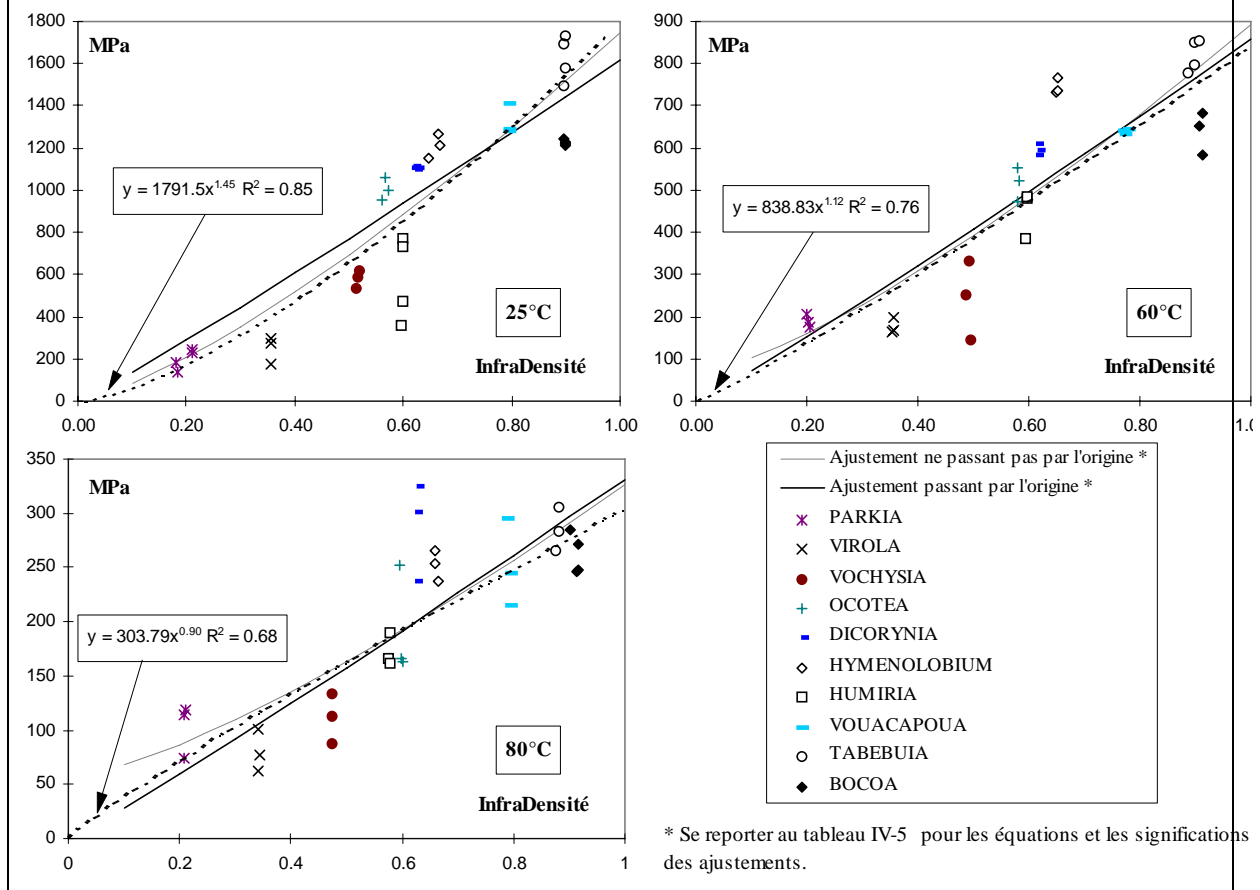 1800
1600
1400
1200
1000
800
600
400
200
0
MPa
y = 1791.5x^1.45 R² = 0.85
25°C
InfraDensité
0.00 0.20 0.40 0.60 0.80 1.00
900
800
700
600
500
400
300
200
100
0
MPa
y = 838.83x^1.12 R² = 0.76
60°C
InfraDensité
0.00 0.20 0.40 0.60 0.80 1.0
350
300
250
200
150
100
50
0
MPa
y = 303.79x^0.90 R² = 0.68
80°C
InfraDensité
0 0.2 0.4 0.6 0.8 1
Ajustement ne passant pas par l'origine *
Ajustement passant par l'origine *
PARKIA
VIROLA
VOCHYSIA
OCOTEA
DICORYNIA
HYMENOLOBIUM
HUMIRIA
VOUACAPOUA
TABEBUIA
BOCOA
* Se reporter au tableau IV-5 pour les équations et les significations
des ajustements.